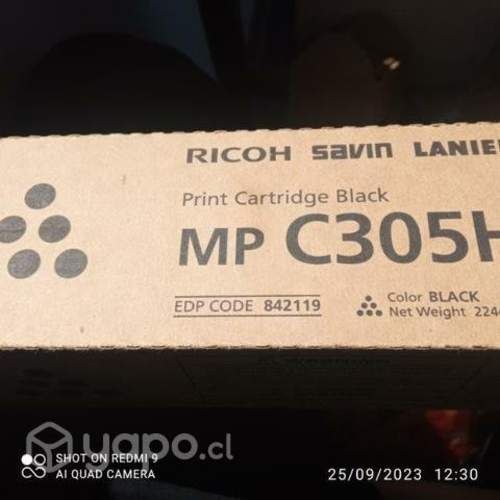 RICOH savin LANIER
Print Cartridge Black
MP C305H
EDP CODE 842119
Color BLACK
Net Weight 224
yapo.cl
SHOT ON REDMI 9
AI QUAD CAMERA
25/09/2023 12:30